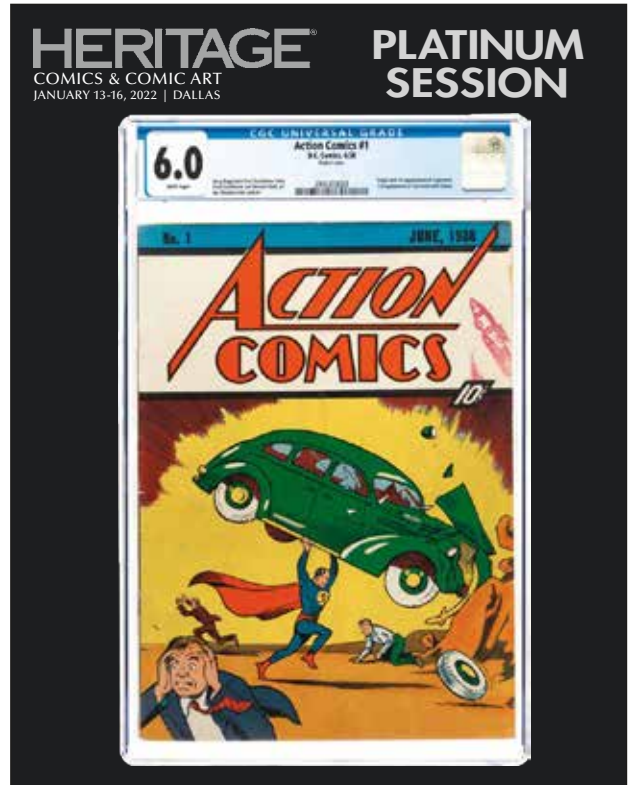 HERITAGE®
COMICS & COMIC ART
JANUARY 13-16, 2022 | DALLAS
PLATINUM
SESSION
CGC UNIVERSAL GRADE
6.0
Action Comics #1
D.C. Comics, 6/38
No. 1
JUNE, 1938
ACTION
COMICS
10¢